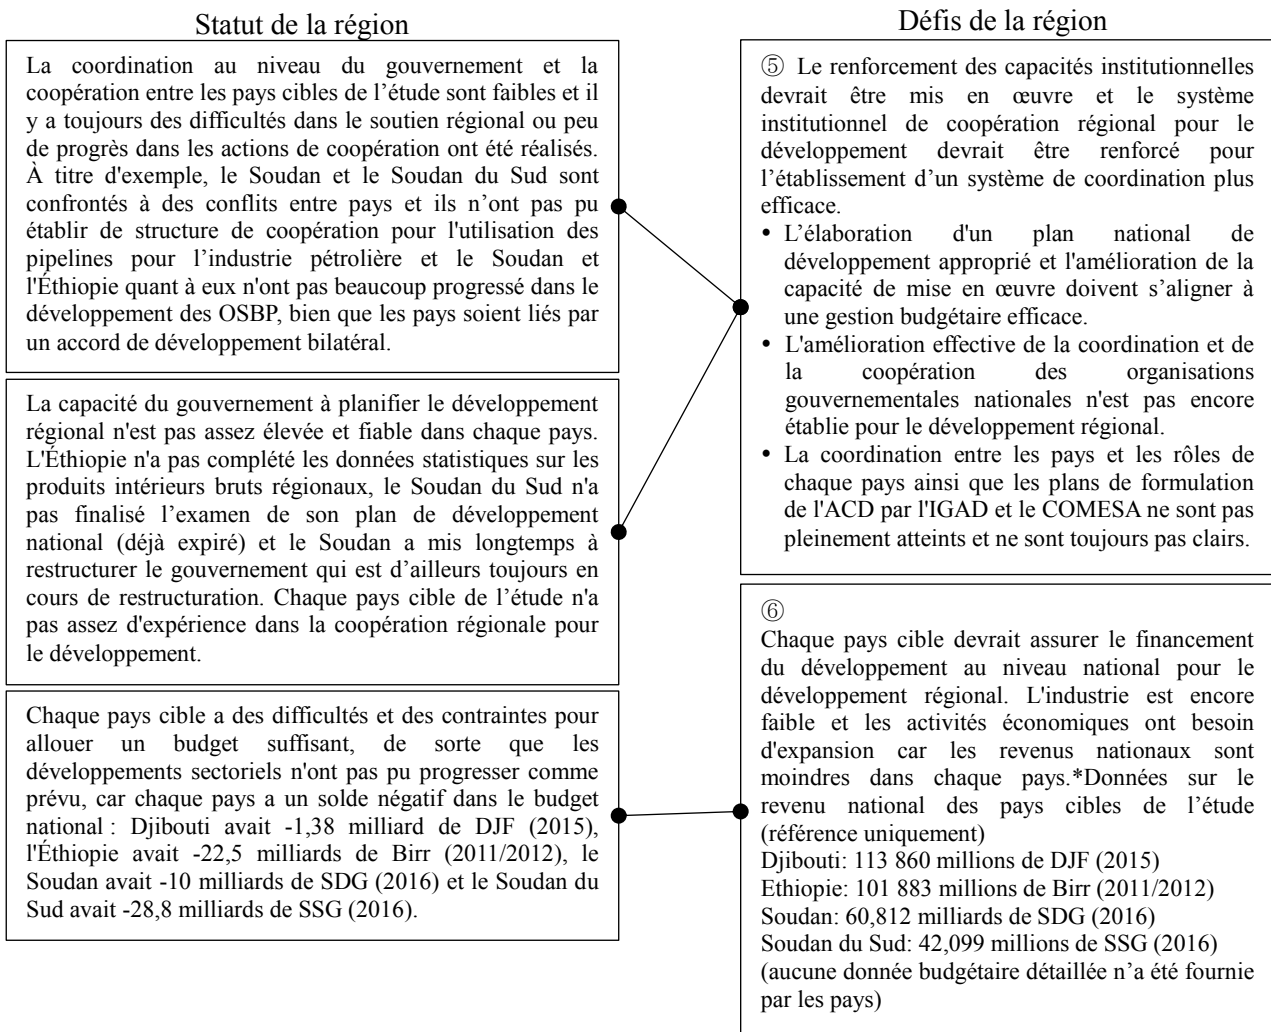 Statut de la région
La coordination au niveau du gouvernement et la
coopération entre les pays cibles de l’étude sont faibles et il
y a toujours des difficultés dans le soutien régional ou peu
de progrès dans les actions de coopération ont été réalisés.
À titre d'exemple, le Soudan et le Soudan du Sud sont
confrontés à des conflits entre pays et ils n’ont pas pu
établir de structure de coopération pour l'utilisation des
pipelines pour l’industrie pétrolière et le Soudan et
l'Éthiopie quant à eux n'ont pas beaucoup progressé dans le
développement des OSBP, bien que les pays soient liés par
un accord de développement bilatéral.
La capacité du gouvernement à planifier le développement
régional n'est pas assez élevée et fiable dans chaque pays.
L'Éthiopie n'a pas complété les données statistiques sur les
produits intérieurs bruts régionaux, le Soudan du Sud n'a
pas finalisé l’examen de son plan de développement
national (déjà expiré) et le Soudan a mis longtemps à
restructurer le gouvernement qui est d’ailleurs toujours en
cours de restructuration. Chaque pays cible de l'étude n'a
pas assez d'expérience dans la coopération régionale pour
le développement.
Chaque pays cible a des difficultés et des contraintes pour
allouer un budget suffisant, de sorte que les
développements sectoriels n'ont pas pu progresser comme
prévu, car chaque pays a un solde négatif dans le budget
national : Djibouti avait -1,38 milliard de DJF (2015),
l'Éthiopie avait -22,5 milliards de Birr (2011/2012), le
Soudan avait -10 milliards de SDG (2016) et le Soudan du
Sud avait -28,8 milliards de SSG (2016).
Défis de la région
⑤ Le renforcement des capacités institutionnelles
devrait être mis en œuvre et le système
institutionnel de coopération régional pour le
développement devrait être renforcé pour
l’établissement d’un système de coordination plus
efficace.
• L’élaboration d'un plan national de
développement approprié et l'amélioration de la
capacité de mise en œuvre doivent s’aligner à
une gestion budgétaire efficace.
• L'amélioration effective de la coordination et de
la coopération des organisations
gouvernementales nationales n'est pas encore
établie pour le développement régional.
• La coordination entre les pays et les rôles de
chaque pays ainsi que les plans de formulation
de l'ACD par l'IGAD et le COMESA ne sont pas
pleinement atteints et ne sont toujours pas clairs.
⑥
Chaque pays cible devrait assurer le financement
du développement au niveau national pour le
développement régional. L'industrie est encore
faible et les activités économiques ont besoin
d'expansion car les revenus nationaux sont
moindres dans chaque pays.*Données sur le
revenu national des pays cibles de l’étude
(référence uniquement)
Djibouti: 113 860 millions de DJF (2015)
Ethiopie: 101 883 millions de Birr (2011/2012)
Soudan: 60,812 milliards de SDG (2016)
Soudan du Sud: 42,099 millions de SSG (2016)
(aucune donnée budgétaire détaillée n’a été fournie
par les pays)